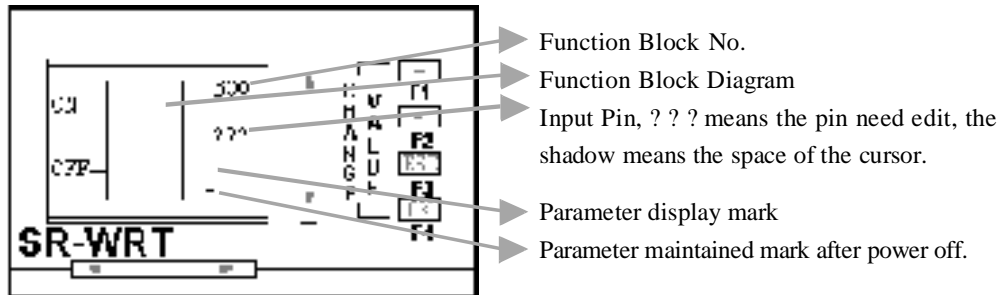 Function Block No.
Function Block Diagram
Input Pin, ? ? ? means the pin need edit, the
shadow means the space of the cursor.
Parameter display mark
Parameter maintained mark after power off.
???
OFF
F1
F2
F3
F4
SR-WRT